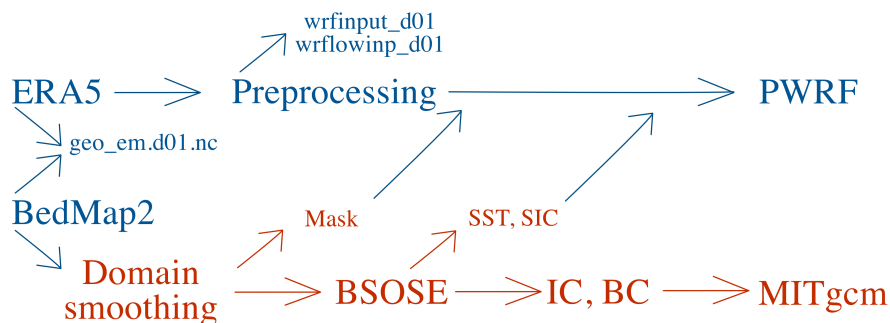 wrfinput_d01
wrflowinp_d01
ERA5
Preprocessing
PWRF
geo_em.d01.nc
BedMap2
Mask
SST, SIC
Domain
smoothing
BSOSE
IC, BC
MITgcm